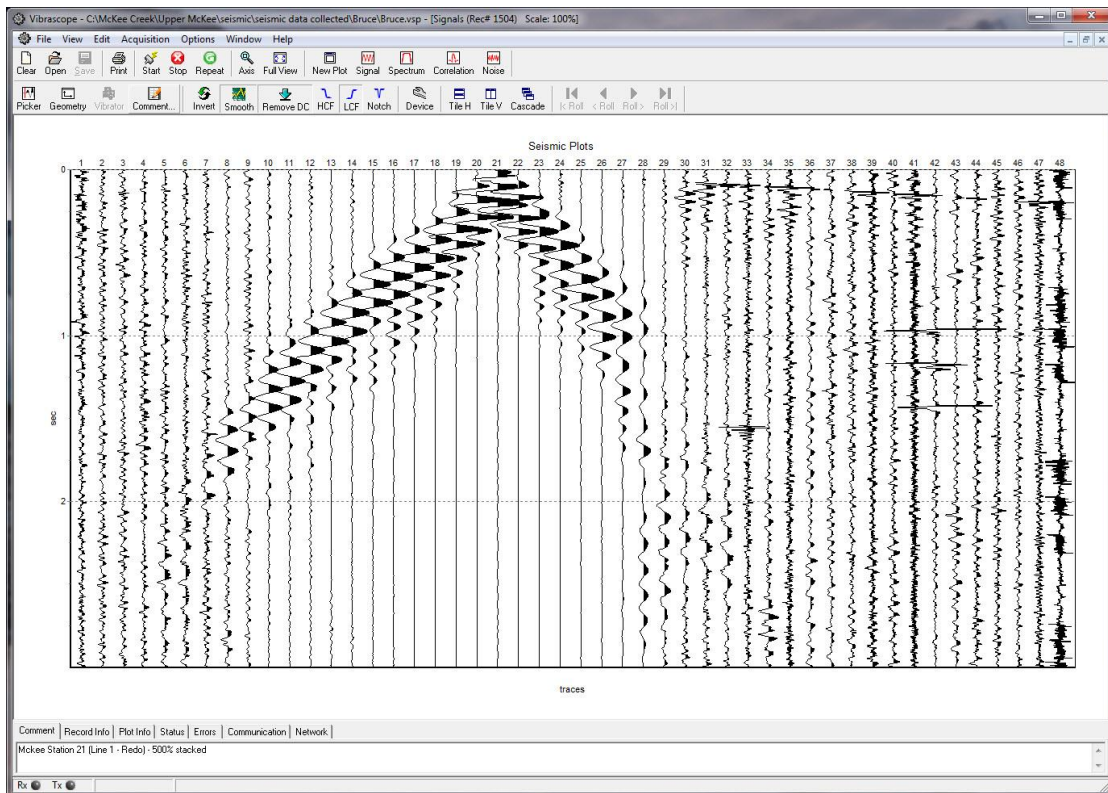 Vibrascope - C:\McKee Creek\Upper McKee\seismic\seismic data collected\Bruce\Bruce.vsp - [Signals (Rec# 1504) Scale: 100%]
File View Edit Acquisition Options Window Help
Clear Open Save Print Start Stop Repeat Axis Full View New Plot Signal Spectrum Correlation Noise
Picker Geometry Vibrator Comment... Invert Smooth Remove DC HCF LCF Notch Device Tile H Tile V Cascade |< Roll < Roll Roll > Roll >|
Seismic Plots
1 2 3 4 5 6 7 8 9 10 11 12 13 14 15 16 17 18 19 20 21 22 23 24 25 26 27 28 29 30 31 32 33 34 35 36 37 38 39 40 41 42 43 44 45 46 47 48
0
1
sec
2
traces
Comment Record Info Plot Info Status Errors Communication Network
Mckee Station 21 (Line 1 - Redo) - 500% stacked
Rx Tx